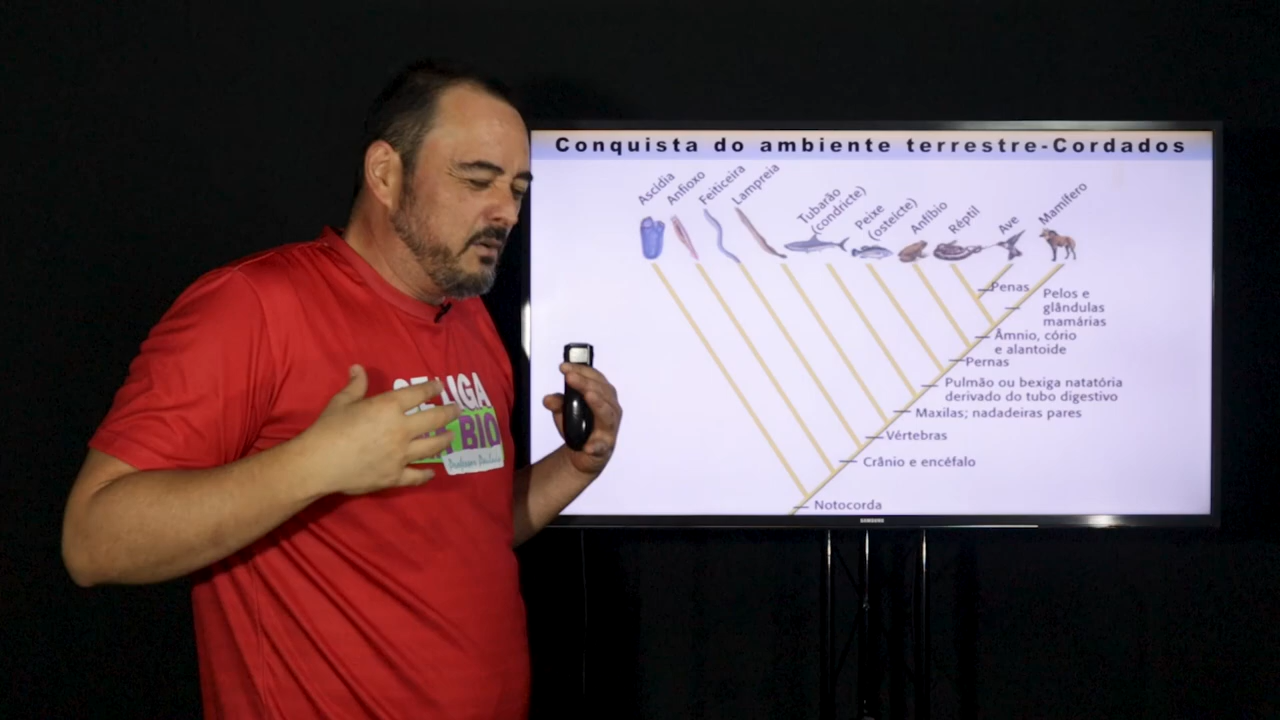 Conquista do ambiente terrestre-Cordados
Ascídia
Anfioxo
Feiticeira
Lampreia
Tubarão
(condricte)
Peixe
(osteícte)
Anfíbio
Réptil
Ave
Mamífero
Penas
Pelos e
glândulas
mamárias
Âmnio, cório
e alantoide
Pernas
Pulmão ou bexiga natatória
derivado do tubo digestivo
Maxilas; nadadeiras pares
Vértebras
Crânio e encéfalo
Notocorda
SAMSUNG
SE LIGA
BIO
Professor